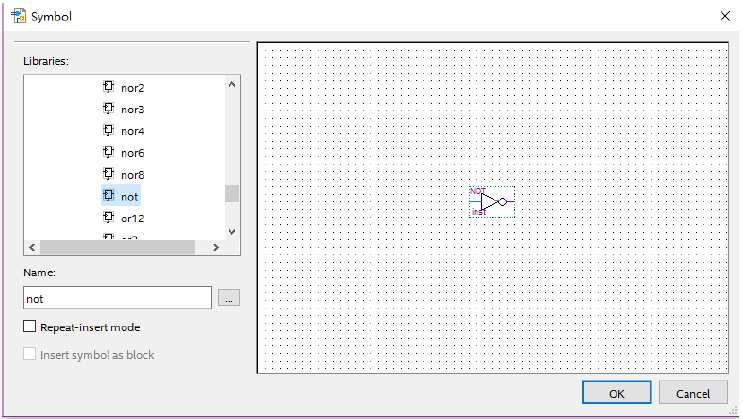 Symbol
Libraries:
nor2
nor3
nor4
nor6
nor8
not
or12
Name:
not
...
Repeat-insert mode
Insert symbol as block
NOT
inst
OK
Cancel